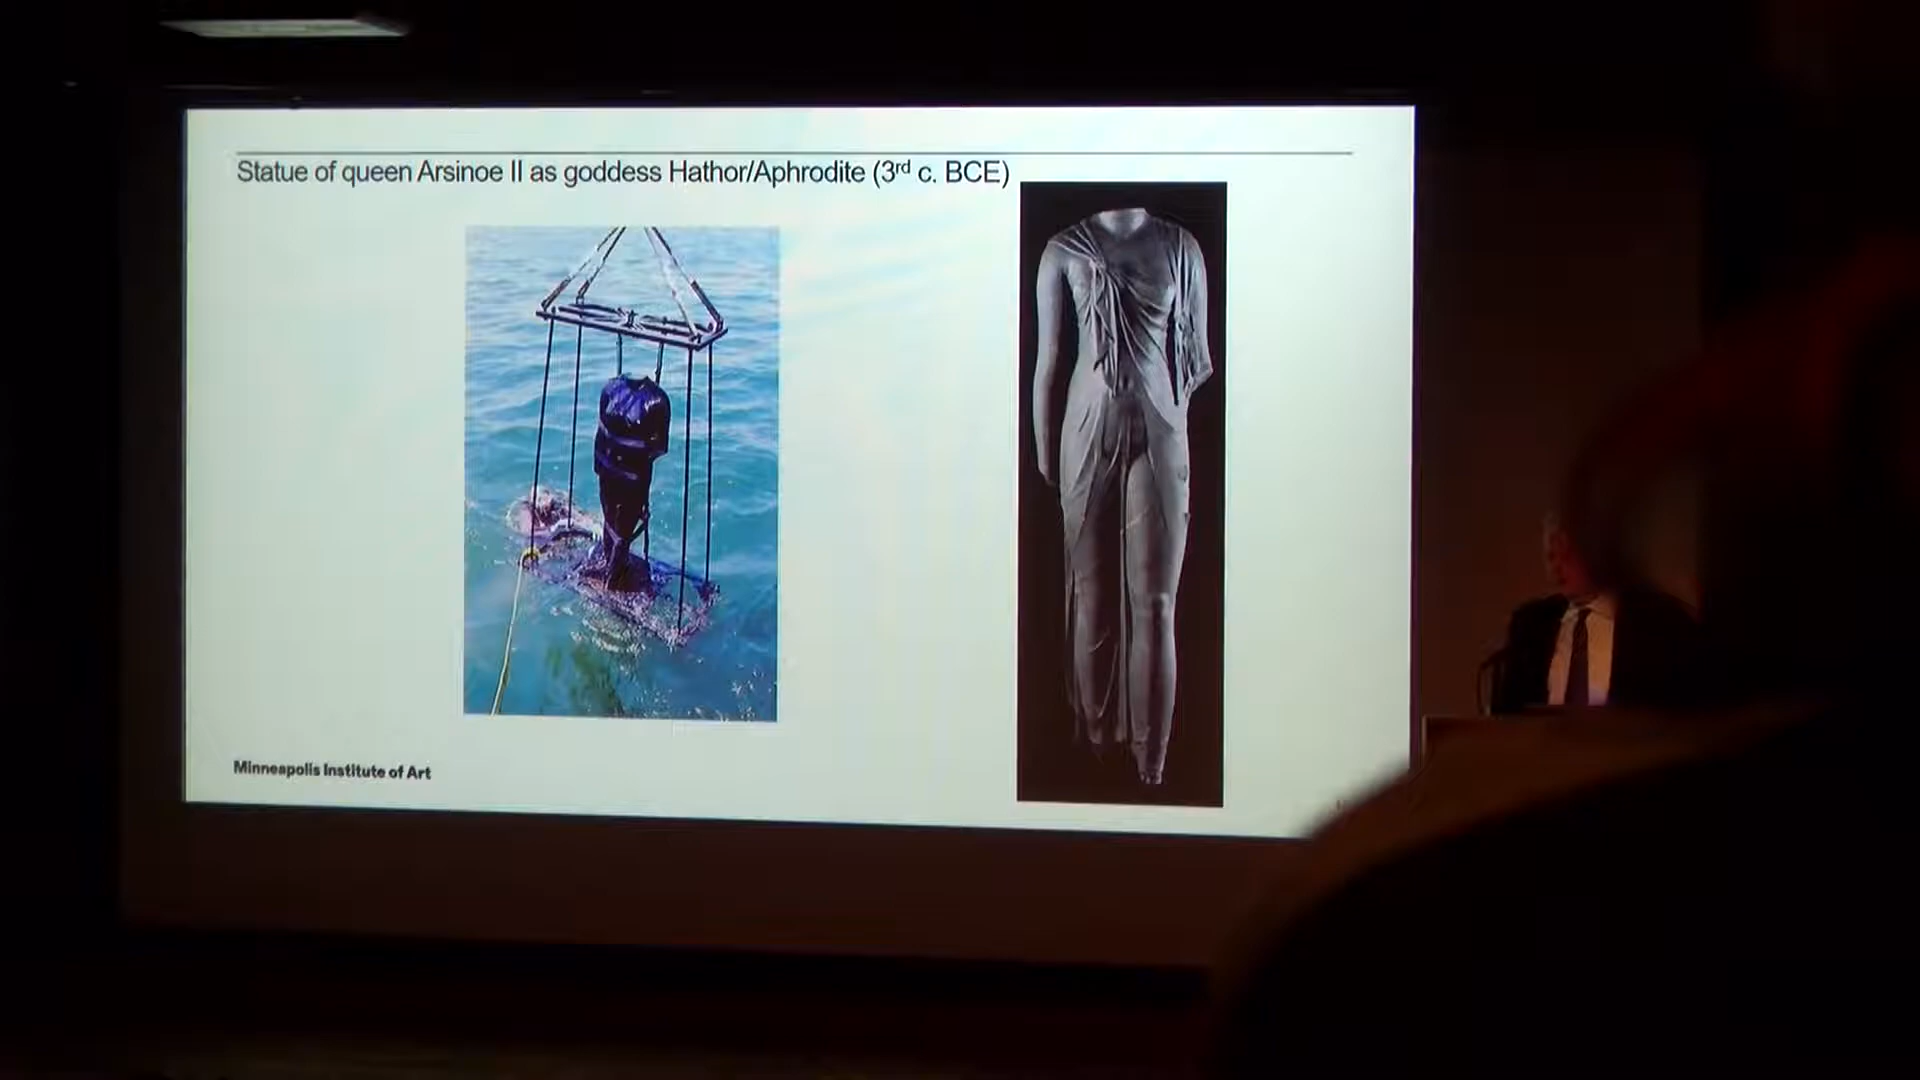 Statue of queen Arsinoe II as goddess Hathor/Aphrodite (3rd c. BCE)
Minneapolis Institute of Art